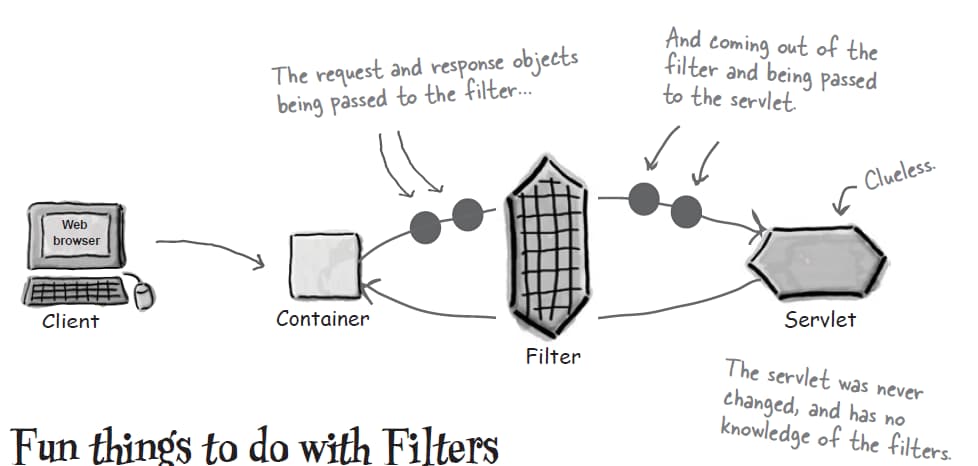 The request and response objects
being passed to the filter...
And coming out of the
filter and being passed
to the servlet.
Clueless.
Web
browser
Client
Container
Filter
Servlet
The servlet was never
changed, and has no
knowledge of the filters.
Fun things to do with Filters